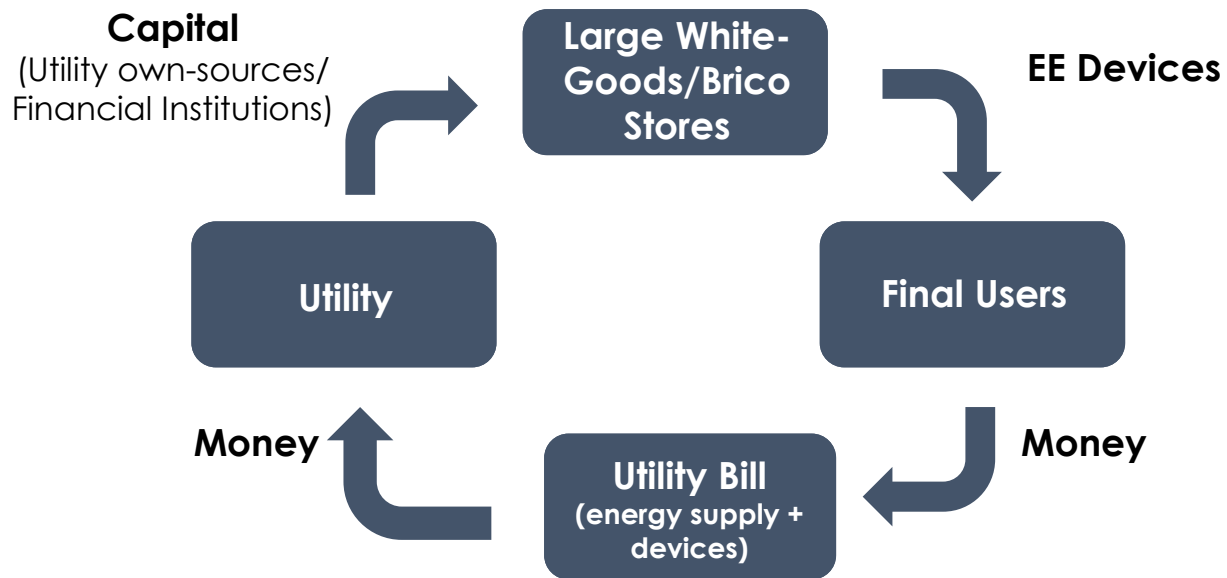 Capital
(Utility own-sources/
Financial Institutions)
Large White-
Goods/Brico
Stores
EE Devices
Utility
Final Users
Money
Utility Bill
(energy supply +
devices)
Money